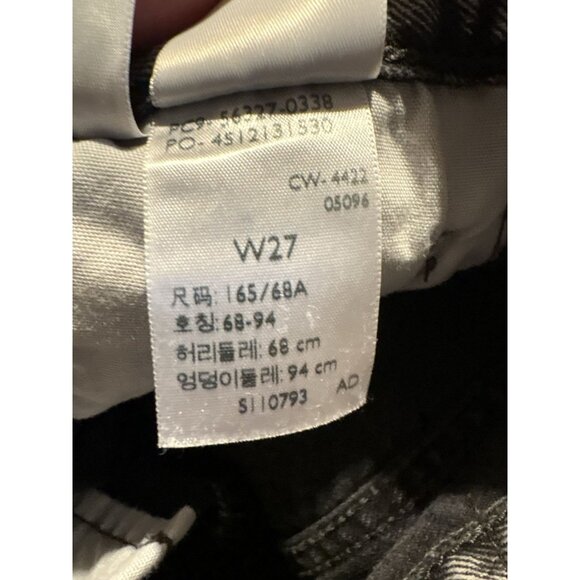 PC9- 56327-0338
PO- 4512131530
CW- 4422
05096
W27
尺码: 165/68A
호칭: 68-94
허리둘레: 68 cm
엉덩이둘레: 94 cm
S110793 AD